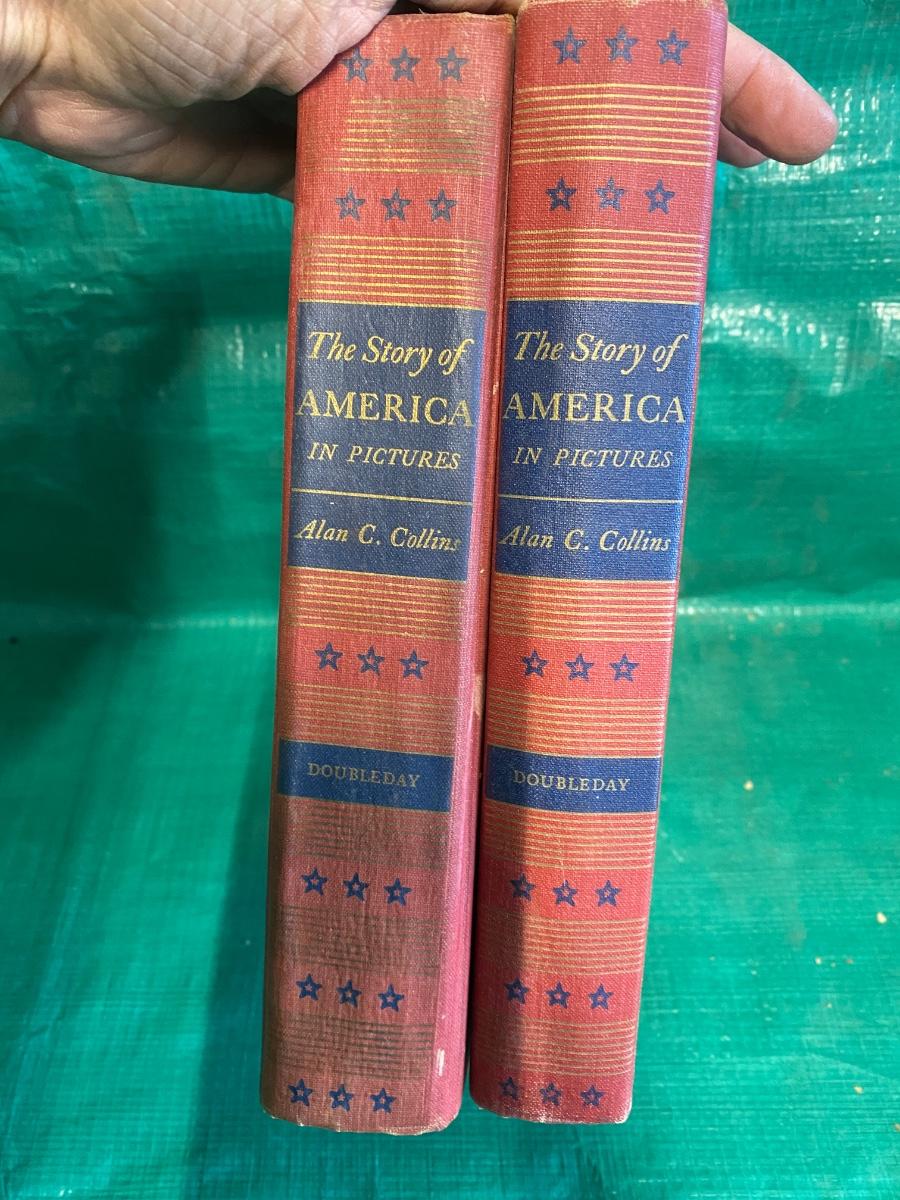 The Story of
AMERICA
IN PICTURES
Alan C. Collins
DOUBLEDAY
The Story of
AMERICA
IN PICTURES
Alan C. Collins
DOUBLEDAY